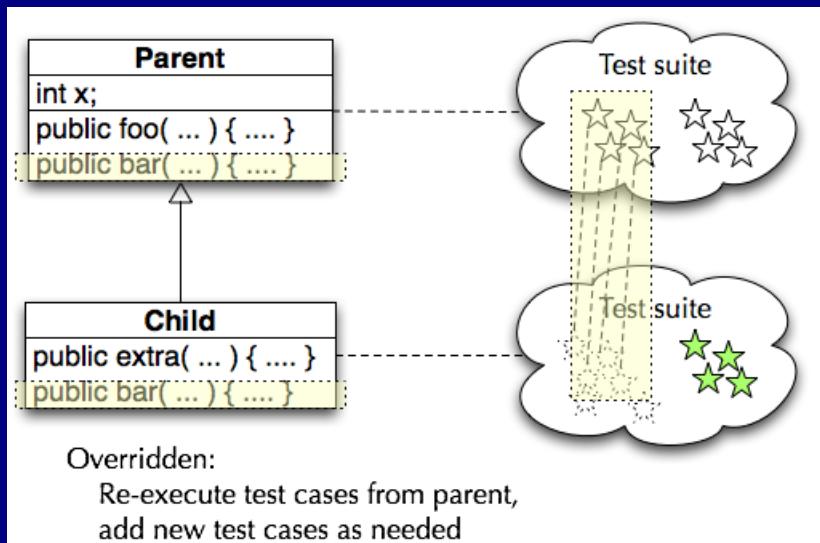 Parent
int x;
public foo( ... ) { .... }
public bar( ... ) { .... }
Test suite
Child
public extra( ... ) { .... }
public bar( ... ) { .... }
Test suite
Overridden:
Re-execute test cases from parent,
add new test cases as needed